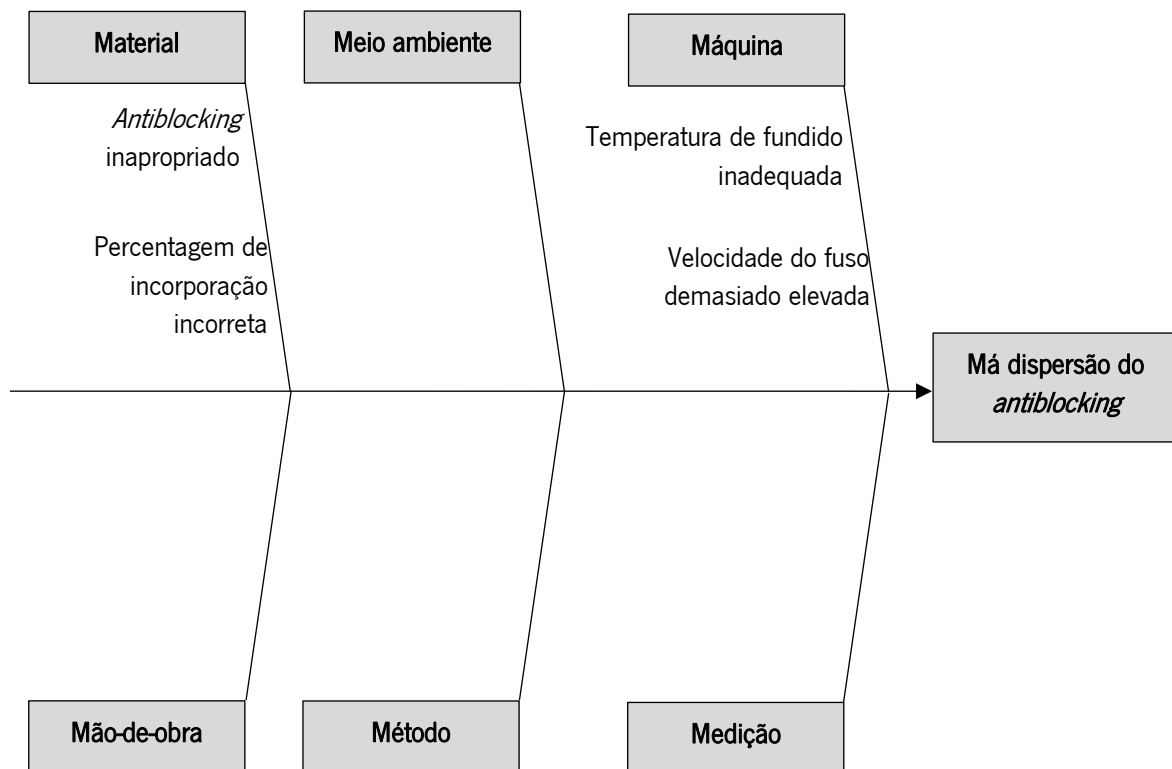 Material
Meio ambiente
Máquina
Antiblocking
inapropriado
Percentagem de
incorporação
incorreta
Temperatura de fundido
inadequada
Velocidade do fuso
demasiado elevada
Má dispersão do
antiblocking
Mão-de-obra
Método
Medição